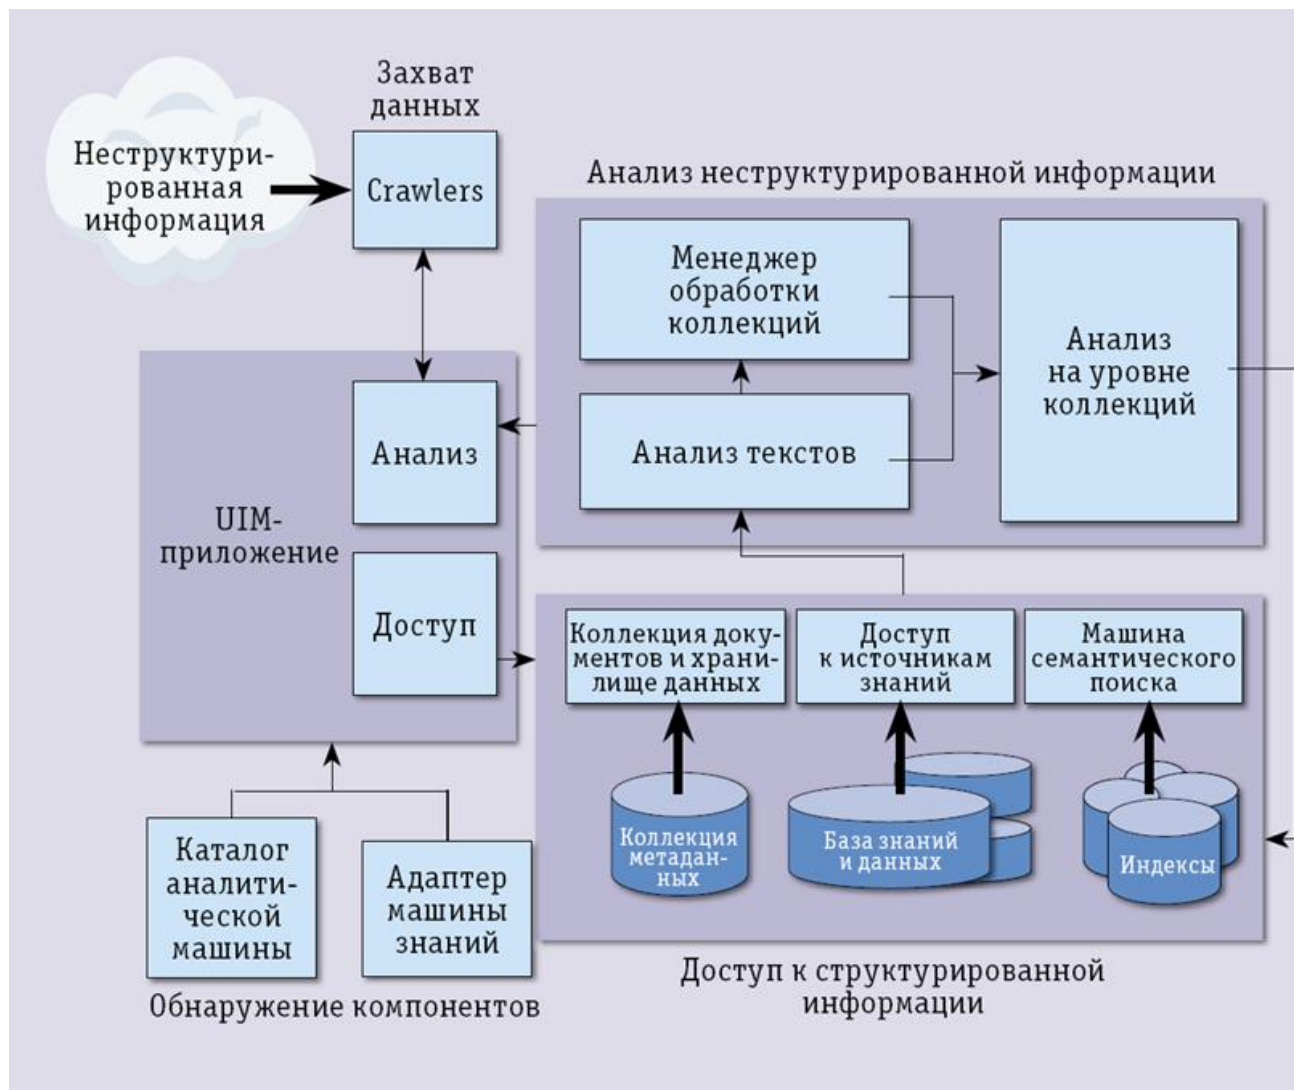 Захват
данных
Неструктури-
рованная
информация
Crawlers
Анализ неструктурированной информации
Менеджер
обработки
коллекций
Анализ
на уровне
коллекций
Анализ текстов
Анализ
UIM-
приложение
Доступ
Коллекция доку-
ментов и храни-
лище данных
Доступ
к источникам
знаний
Машина
семантического
поиска
Коллекция
метадан-
ных
База знаний
и данных
Индексы
Каталог
аналити-
ческой
машины
Адаптер
машины
знаний
Обнаружение компонентов
Доступ к структурированной
информации